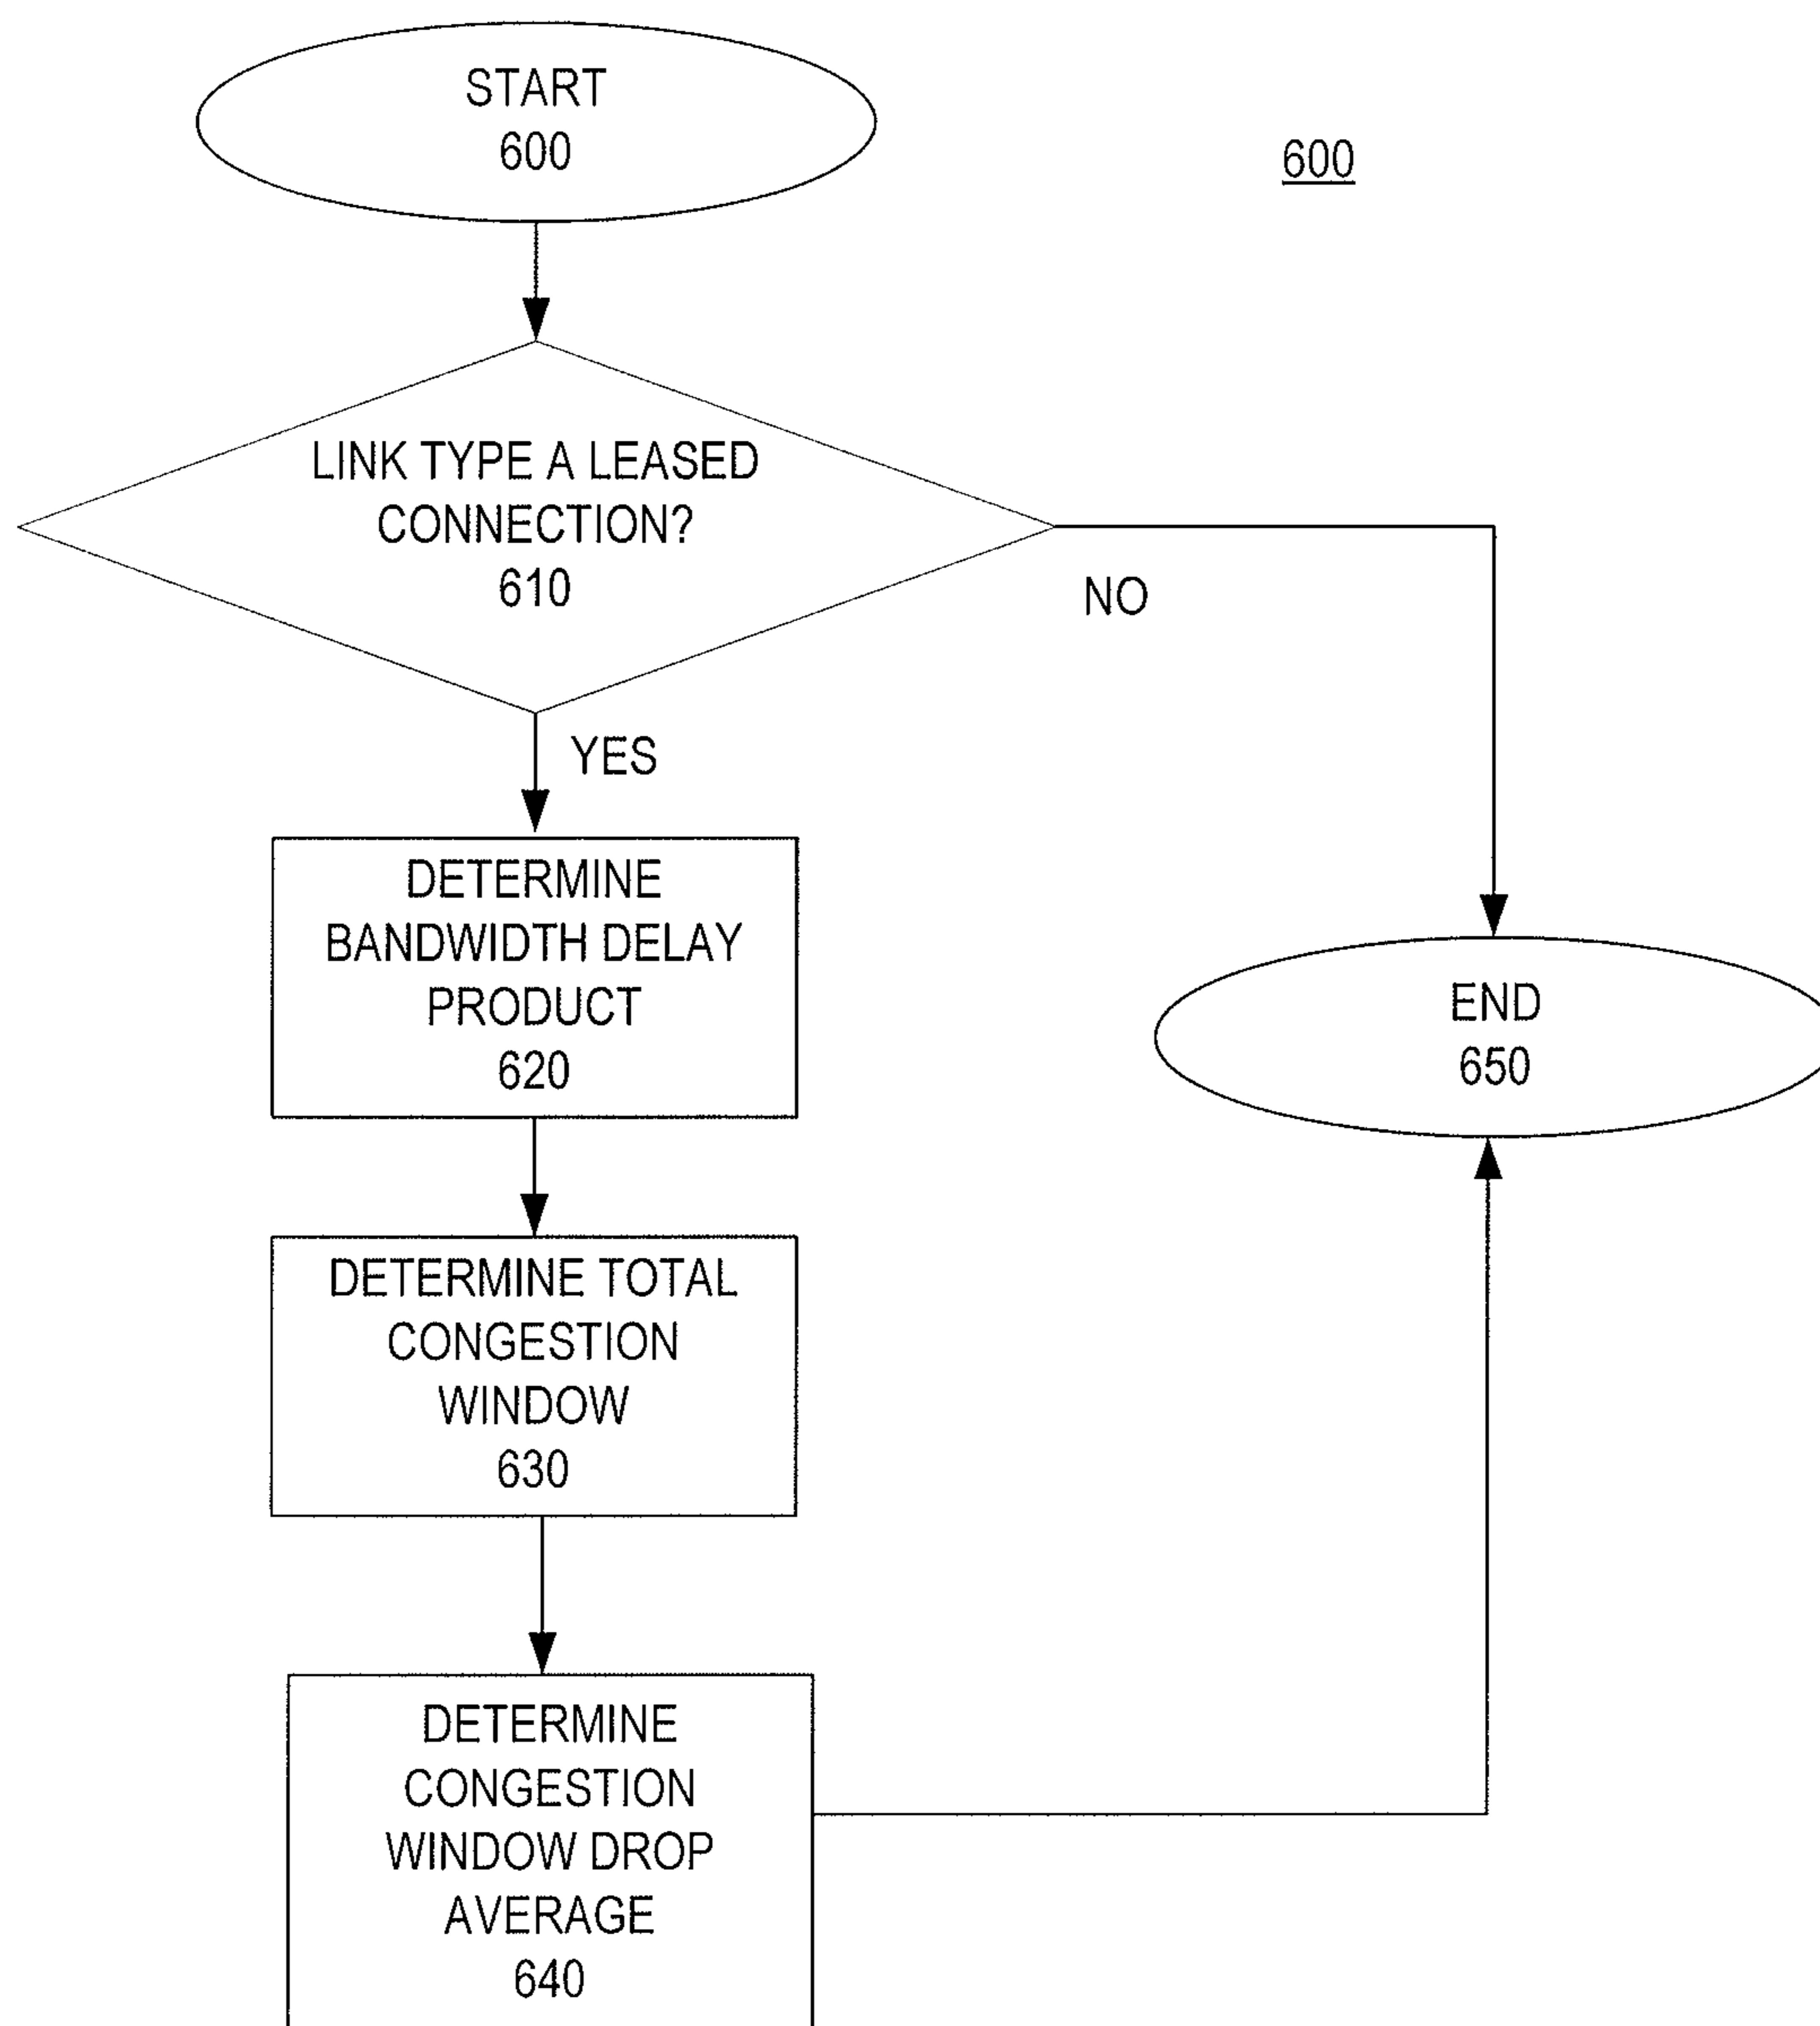 START
600
600
LINK TYPE A LEASED
CONNECTION?
610
NO
YES
DETERMINE
BANDWIDTH DELAY
PRODUCT
620
END
650
DETERMINE TOTAL
CONGESTION
WINDOW
630
DETERMINE
CONGESTION
WINDOW DROP
AVERAGE
640